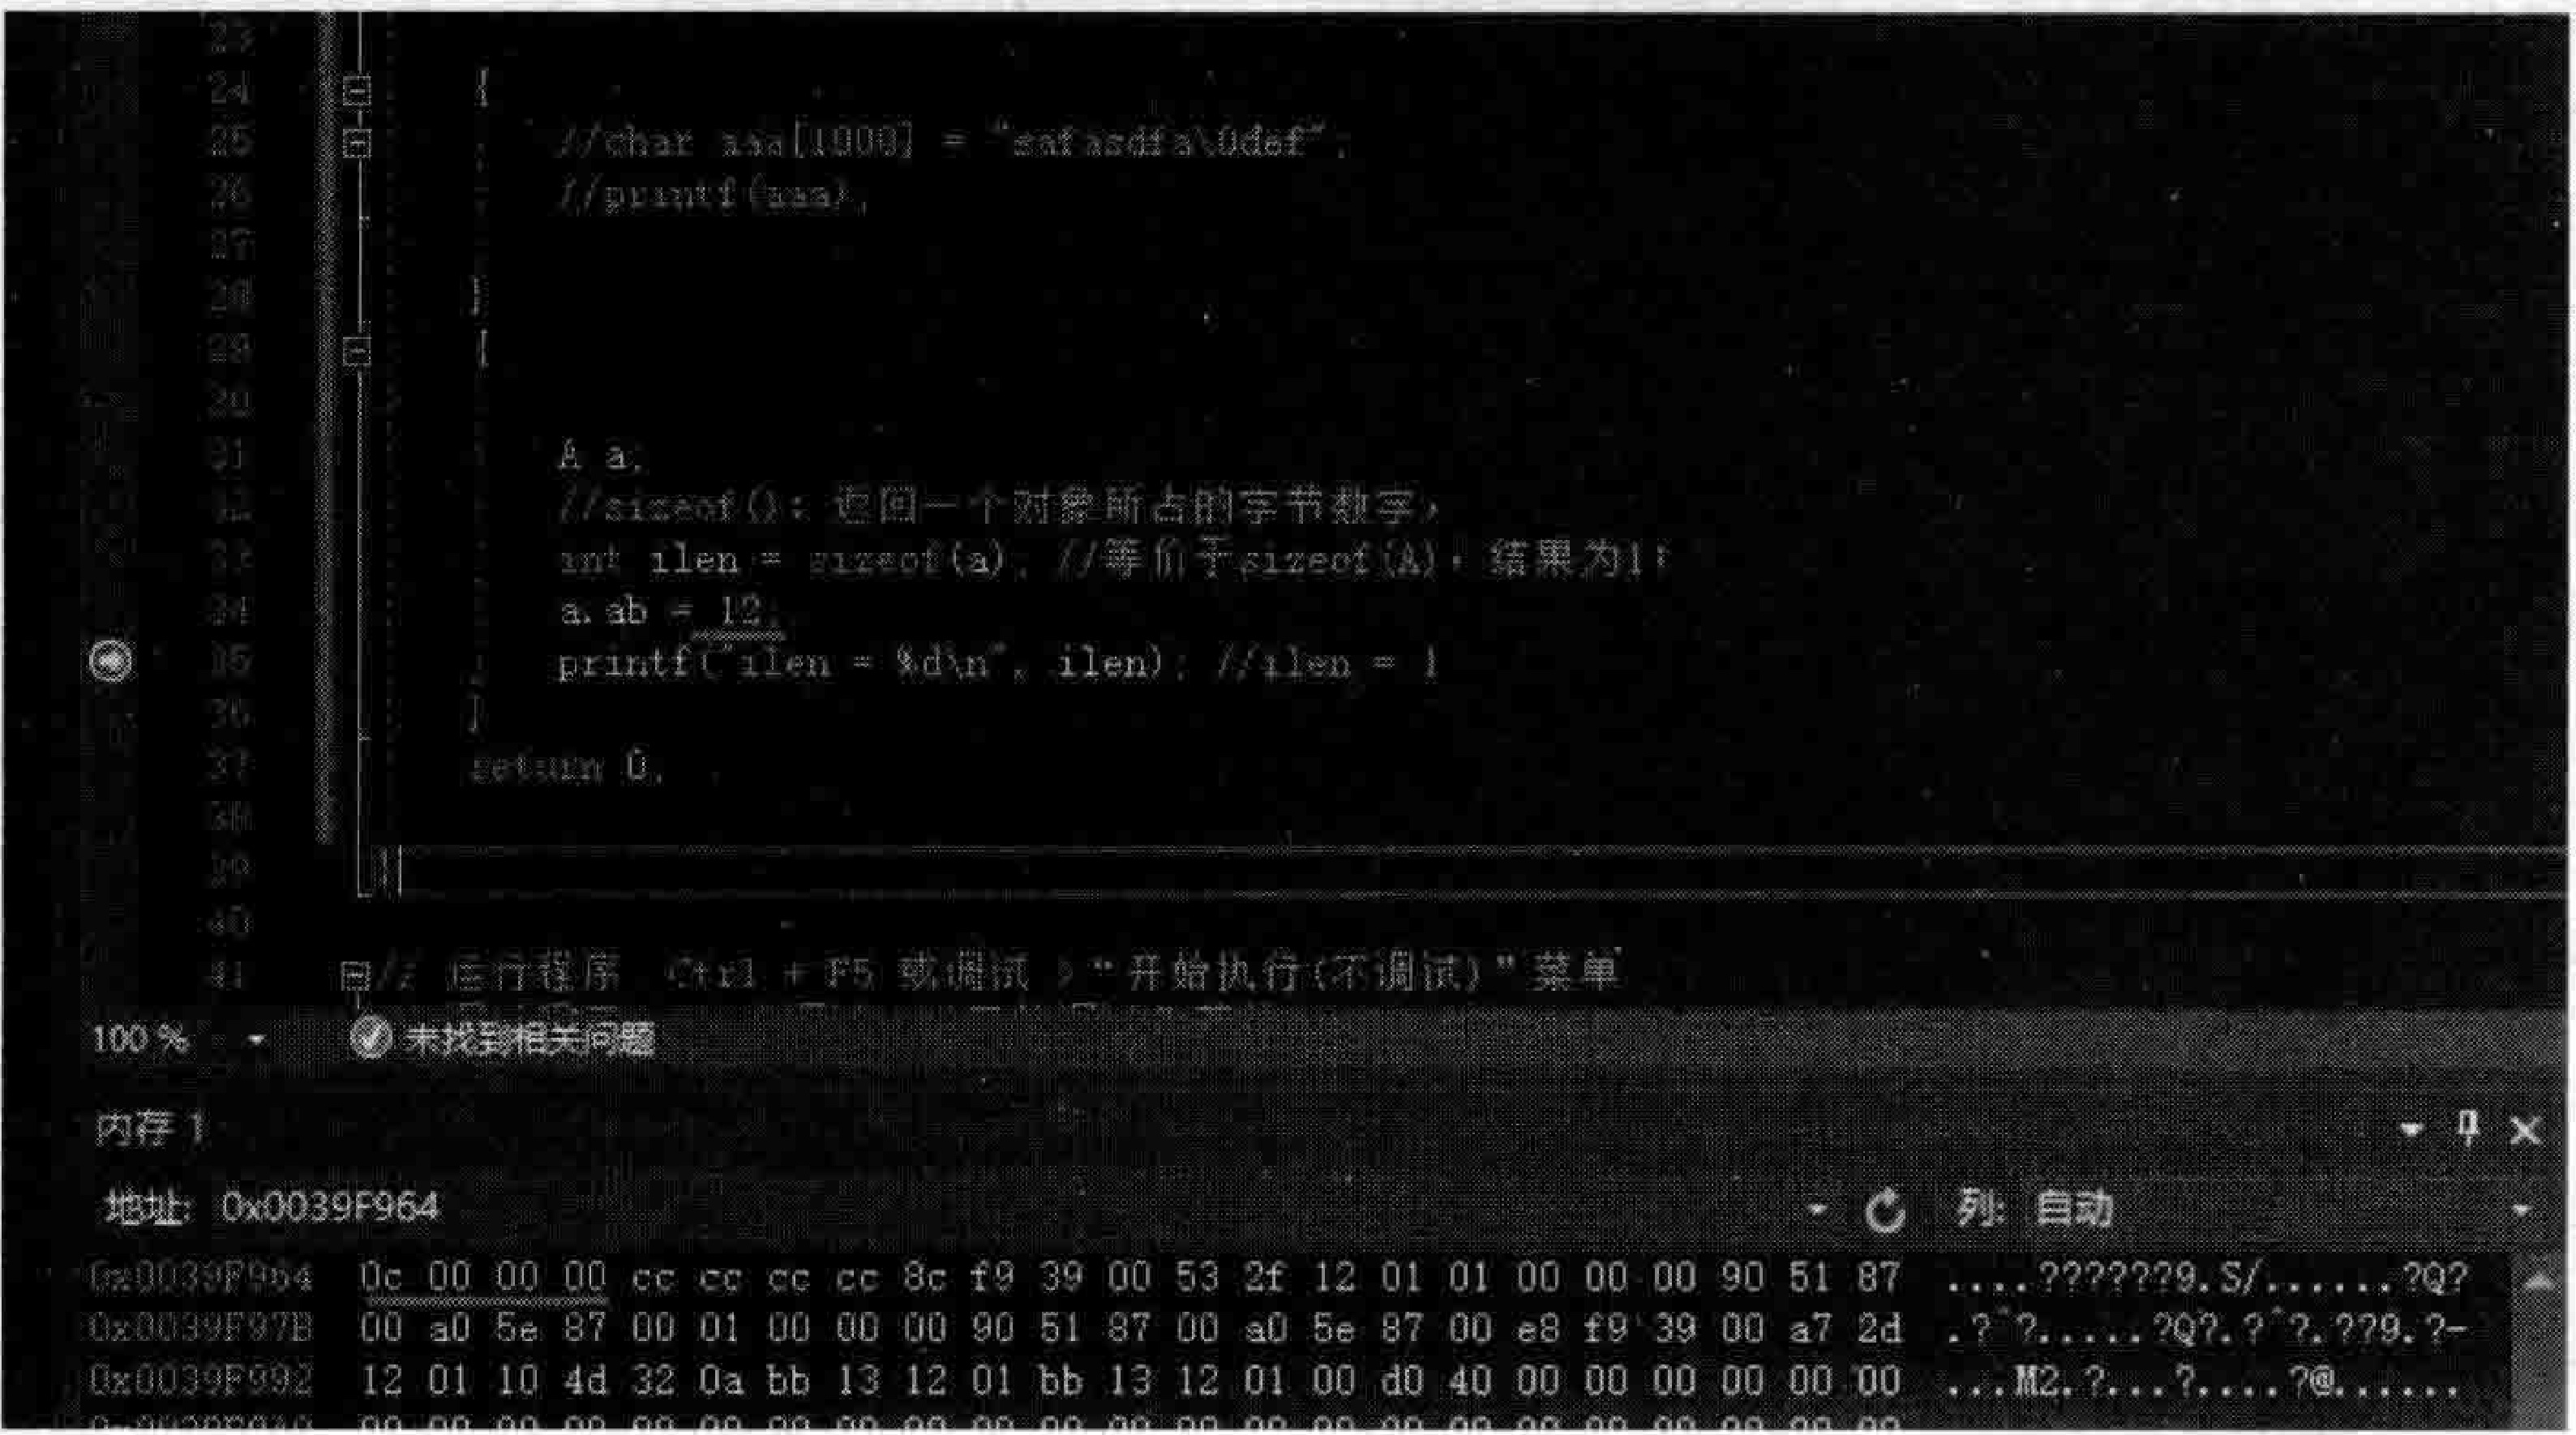 23
24 {
25 //char aaa[1000] = "safasdfa\0def";
26 //printf(aaa);
27
28 }
29 {
30
31 A a;
32 //sizeof(): 返回一个对象所占的字节数字,
33 int ilen = sizeof(a); //等价于sizeof(A), 结果为1!
34 a.ab = 12;
35 printf("ilen = %d\n", ilen); //ilen = 1
36 }
37 return 0;
38
39
40
41 // 运行程序 Ctrl + F5 或调试 > "开始执行(不调试)"菜单
100 % 未找到相关问题
内存 1
地址: 0x0039F964 列: 自动
0x0039F964 0c 00 00 00 cc cc cc cc 8c f9 39 00 53 2f 12 01 01 00 00 00 90 51 87 ....???????9.S/......?Q?
0x0039F97B 00 a0 5e 87 00 01 00 00 00 90 51 87 00 a0 5e 87 00 e8 f9 39 00 a7 2d .?^?.....?Q?.?^?.??9.?-
0x0039F992 12 01 10 4d 32 0a bb 13 12 01 bb 13 12 01 00 d0 40 00 00 00 00 00 00 ...M2.?...?....?@......